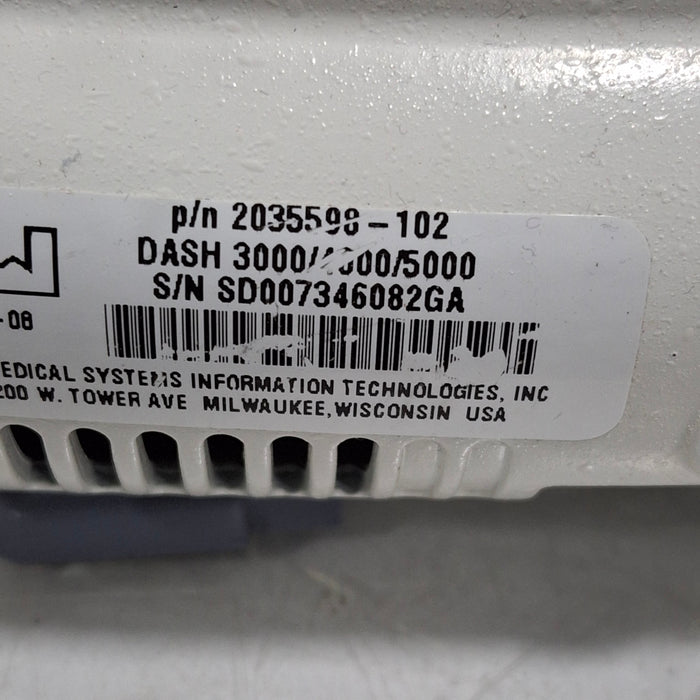 p/n 2035598-102
DASH 3000/4000/5000
S/N SD007346082GA
-08
EDICAL SYSTEMS INFORMATION TECHNOLOGIES, INC
200 W. TOWER AVE MILWAUKEE, WISCONSIN USA